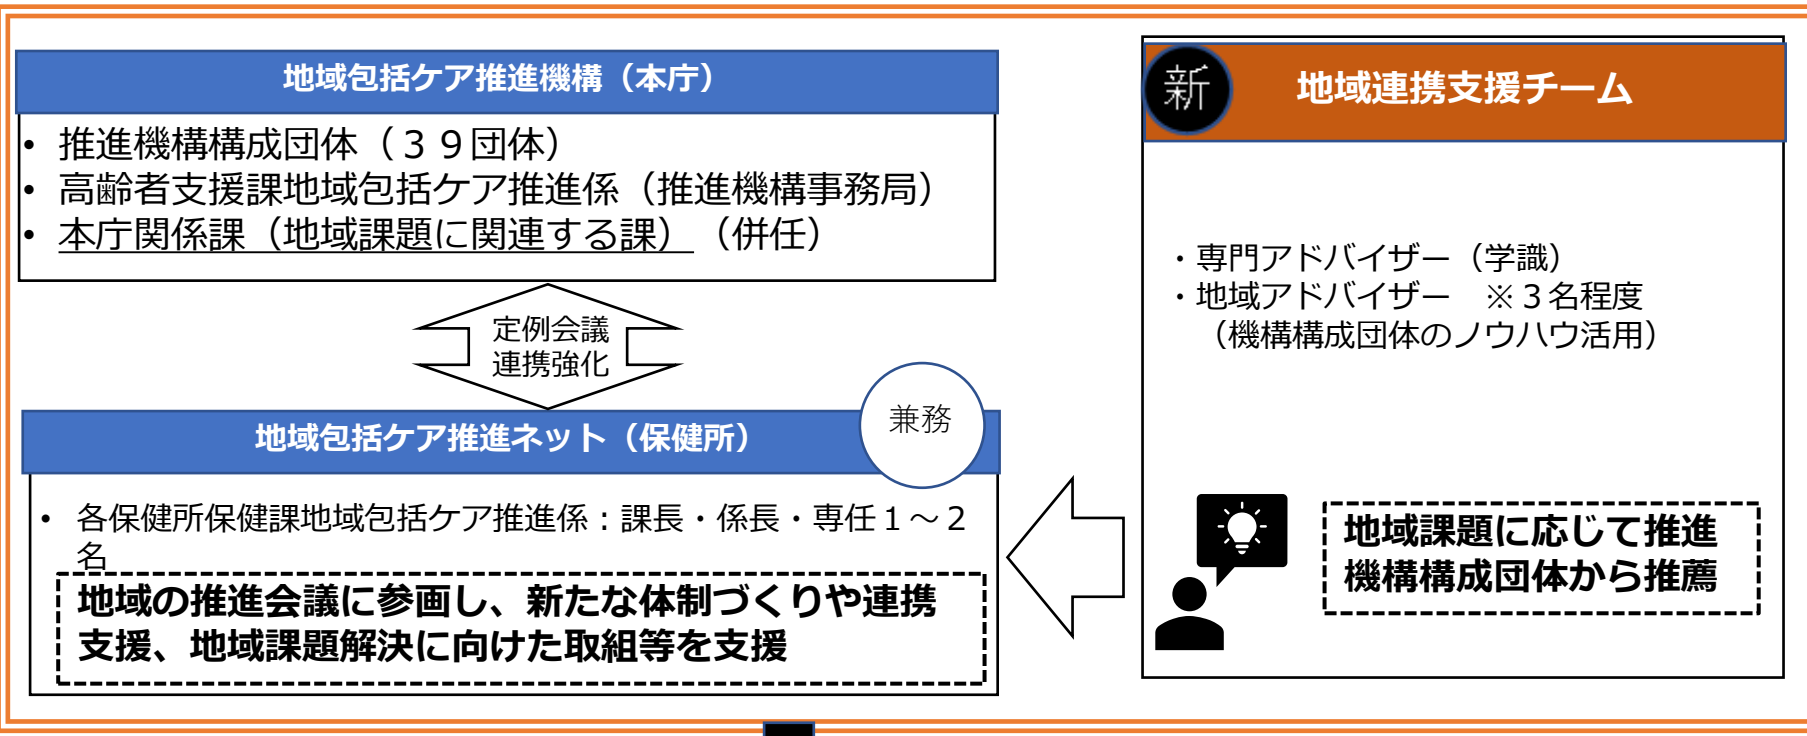 地域包括ケア推進機構（本庁）
• 推進機構構成団体（３９団体）
• 高齢者支援課地域包括ケア推進係（推進機構事務局）
• 本庁関係課（地域課題に関連する課）（併任）
定例会議
連携強化
地域包括ケア推進ネット（保健所）
兼務
• 各保健所保健課地域包括ケア推進係：課長・係長・専任１～２
名
地域の推進会議に参画し、新たな体制づくりや連携
支援、地域課題解決に向けた取組等を支援
新
地域連携支援チーム
・専門アドバイザー（学識）
・地域アドバイザー　※３名程度
（機構構成団体のノウハウ活用）
地域課題に応じて推進
機構構成団体から推薦